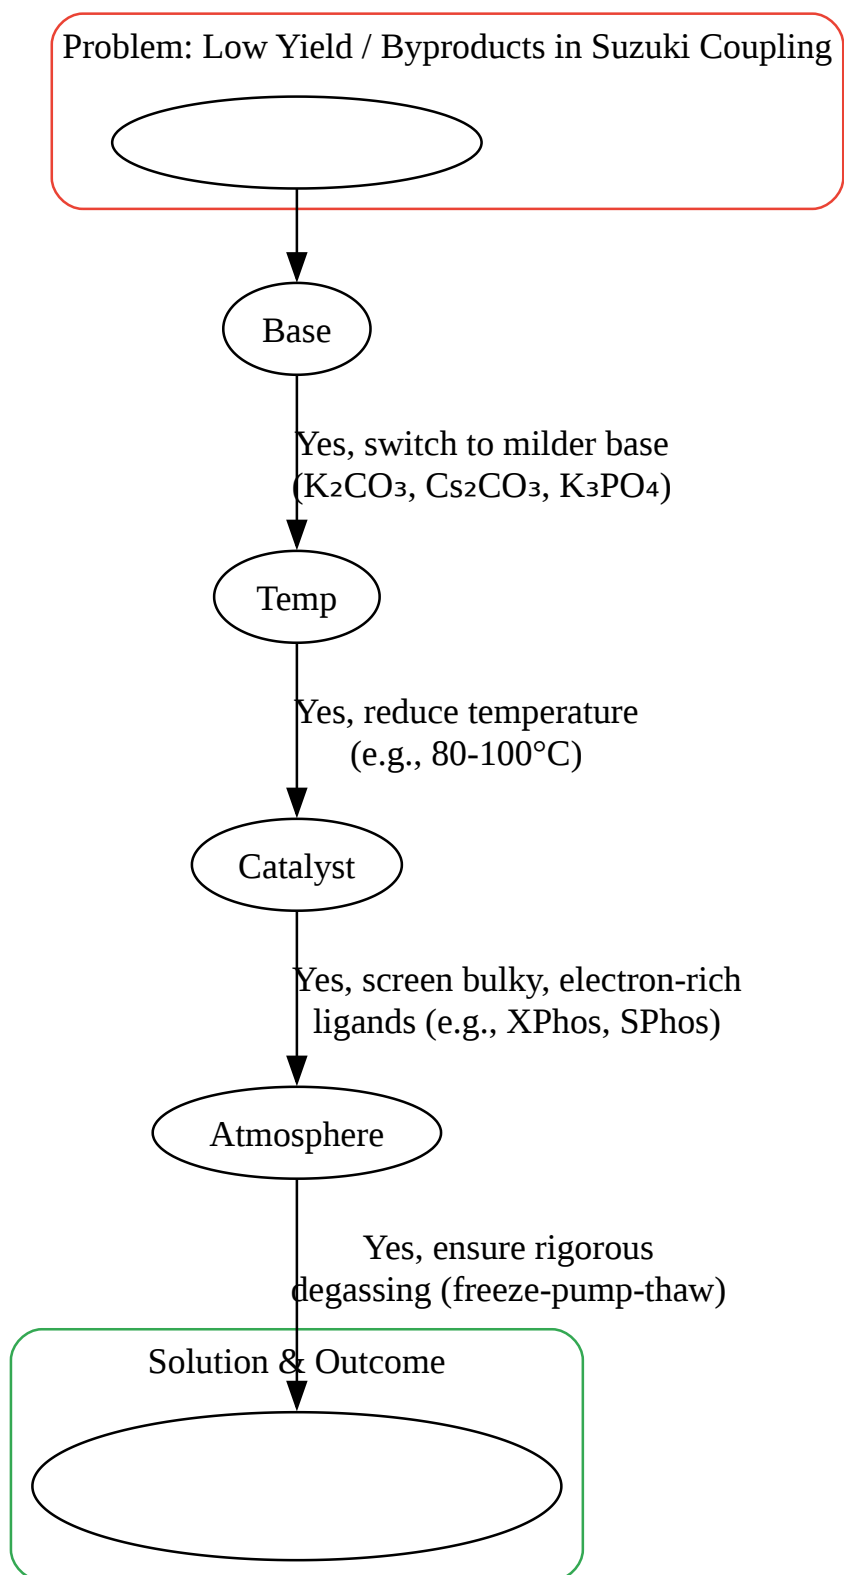 Problem: Low Yield / Byproducts in Suzuki Coupling
Base
Yes, switch to milder base
(K₂CO₃, Cs₂CO₃, K₃PO₄)
Temp
Yes, reduce temperature
(e.g., 80-100°C)
Catalyst
Yes, screen bulky, electron-rich
ligands (e.g., XPhos, SPhos)
Atmosphere
Yes, ensure rigorous
degassing (freeze-pump-thaw)
Solution & Outcome